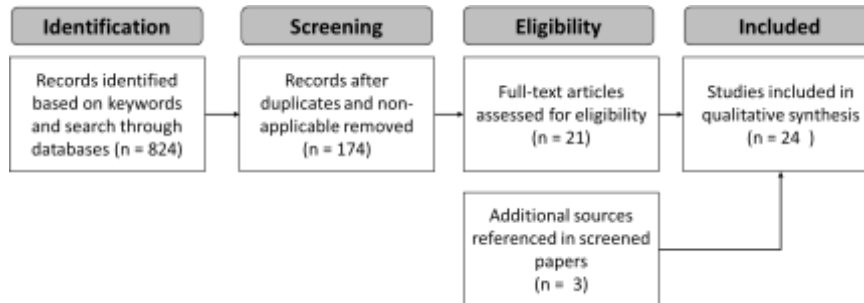 Identification
Screening
Eligibility
Included
Records identified
based on keywords
and search through
databases (n = 824)
Records after
duplicates and non-
applicable removed
(n = 174)
Full-text articles
assessed for eligibility
(n = 21)
Studies included in
qualitative synthesis
(n = 24 )
Additional sources
referenced in screened
papers
(n = 3)